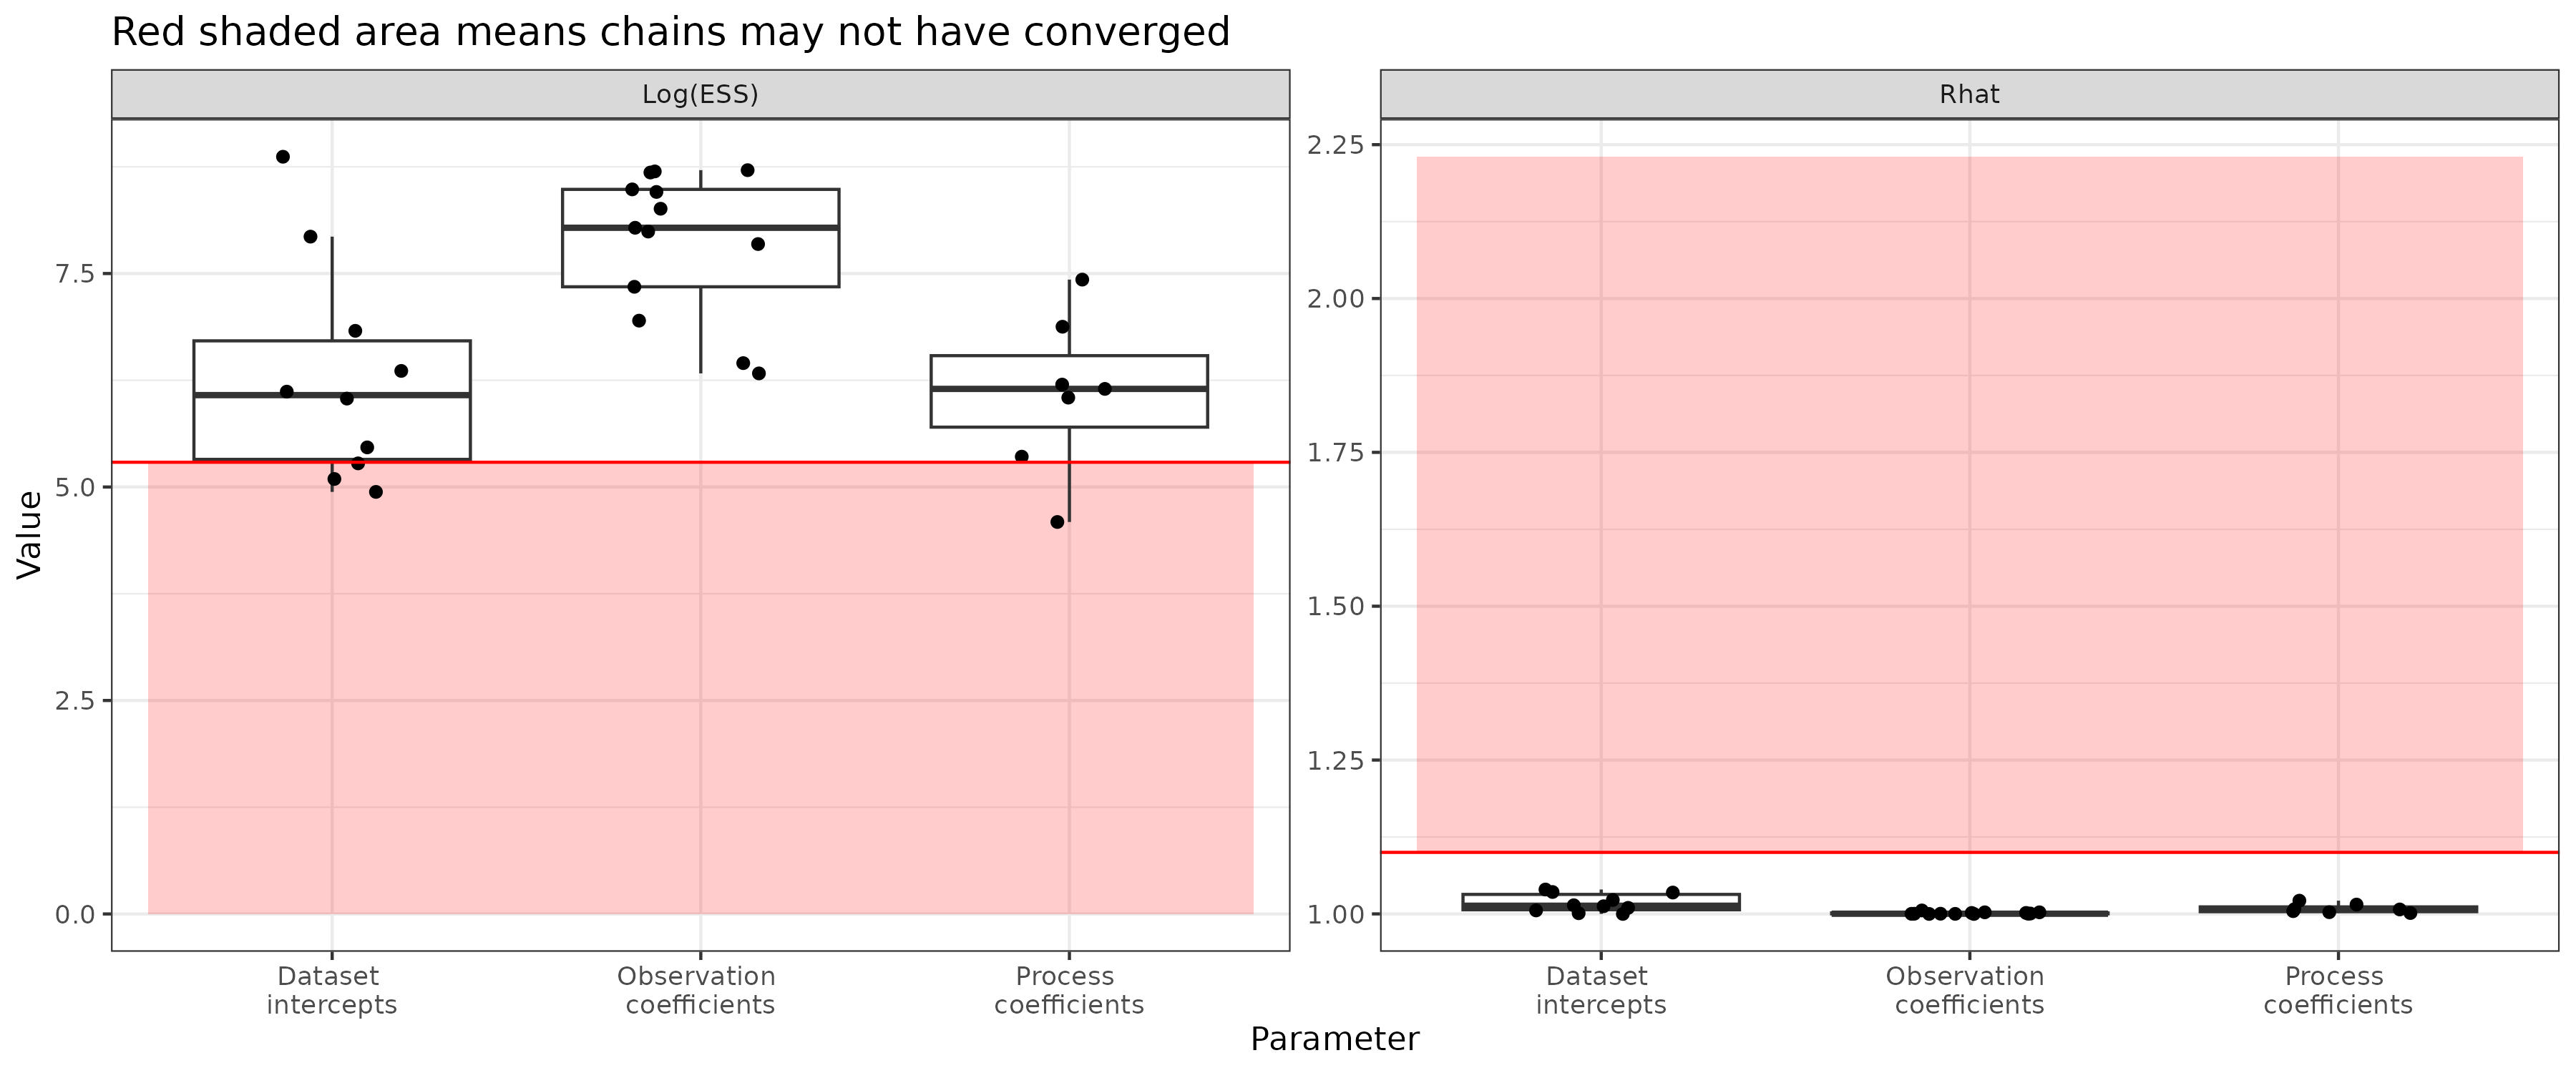 Red shaded area means chains may not have converged
Log(ESS)
Rhat
Value
7.5
5.0
2.5
0.0
2.25
2.00
1.75
1.50
1.25
1.00
Dataset
intercepts
Observation
coefficients
Process
coefficients
Dataset
intercepts
Observation
coefficients
Process
coefficients
Parameter